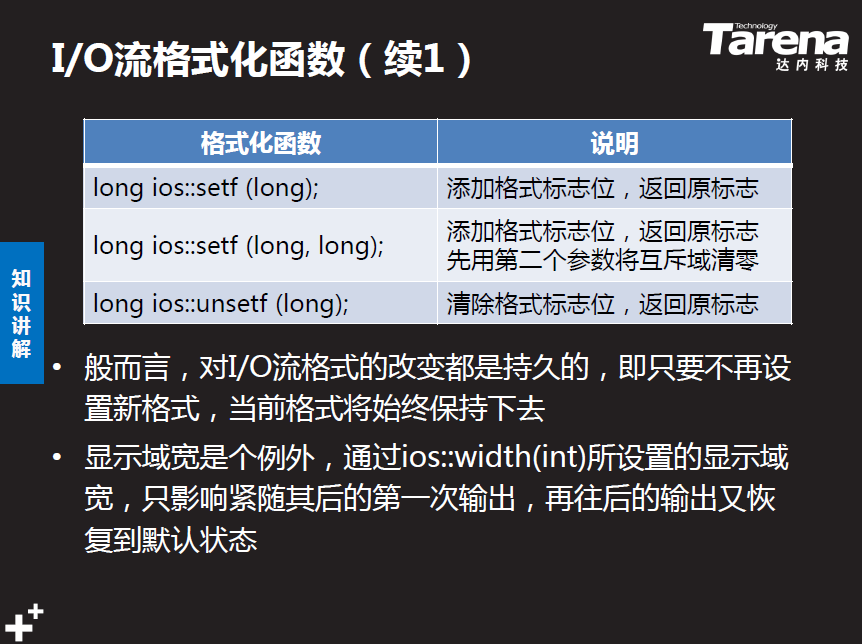 I/O流格式化函数（续1）
Technology
Tarena
达内科技
格式化函数 说明
long ios::setf (long); 添加格式标志位，返回原标志
long ios::setf (long, long); 添加格式标志位，返回原标志
先用第二个参数将互斥域清零
long ios::unsetf (long); 清除格式标志位，返回原标志
知识讲解
• 般而言，对I/O流格式的改变都是持久的，即只要不再设
置新格式，当前格式将始终保持下去
• 显示域宽是个例外，通过ios::width(int)所设置的显示域
宽，只影响紧随其后的第一次输出，再往后的输出又恢
复到默认状态